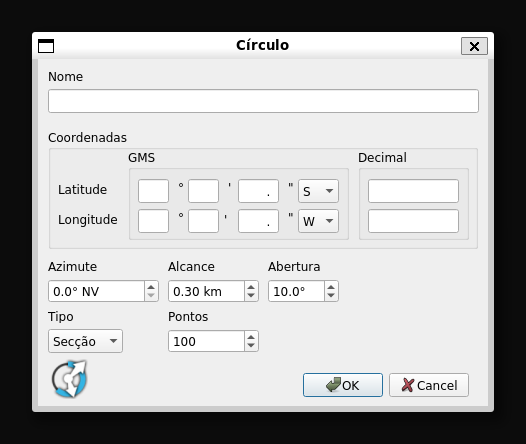 Círculo
Nome
Coordenadas
GMS Decimal
Latitude ° ' . " S
Longitude ° ' . " W
Azimute Alcance Abertura
0.0° NV 0.30 km 10.0°
Tipo Pontos
Secção 100
OK Cancel